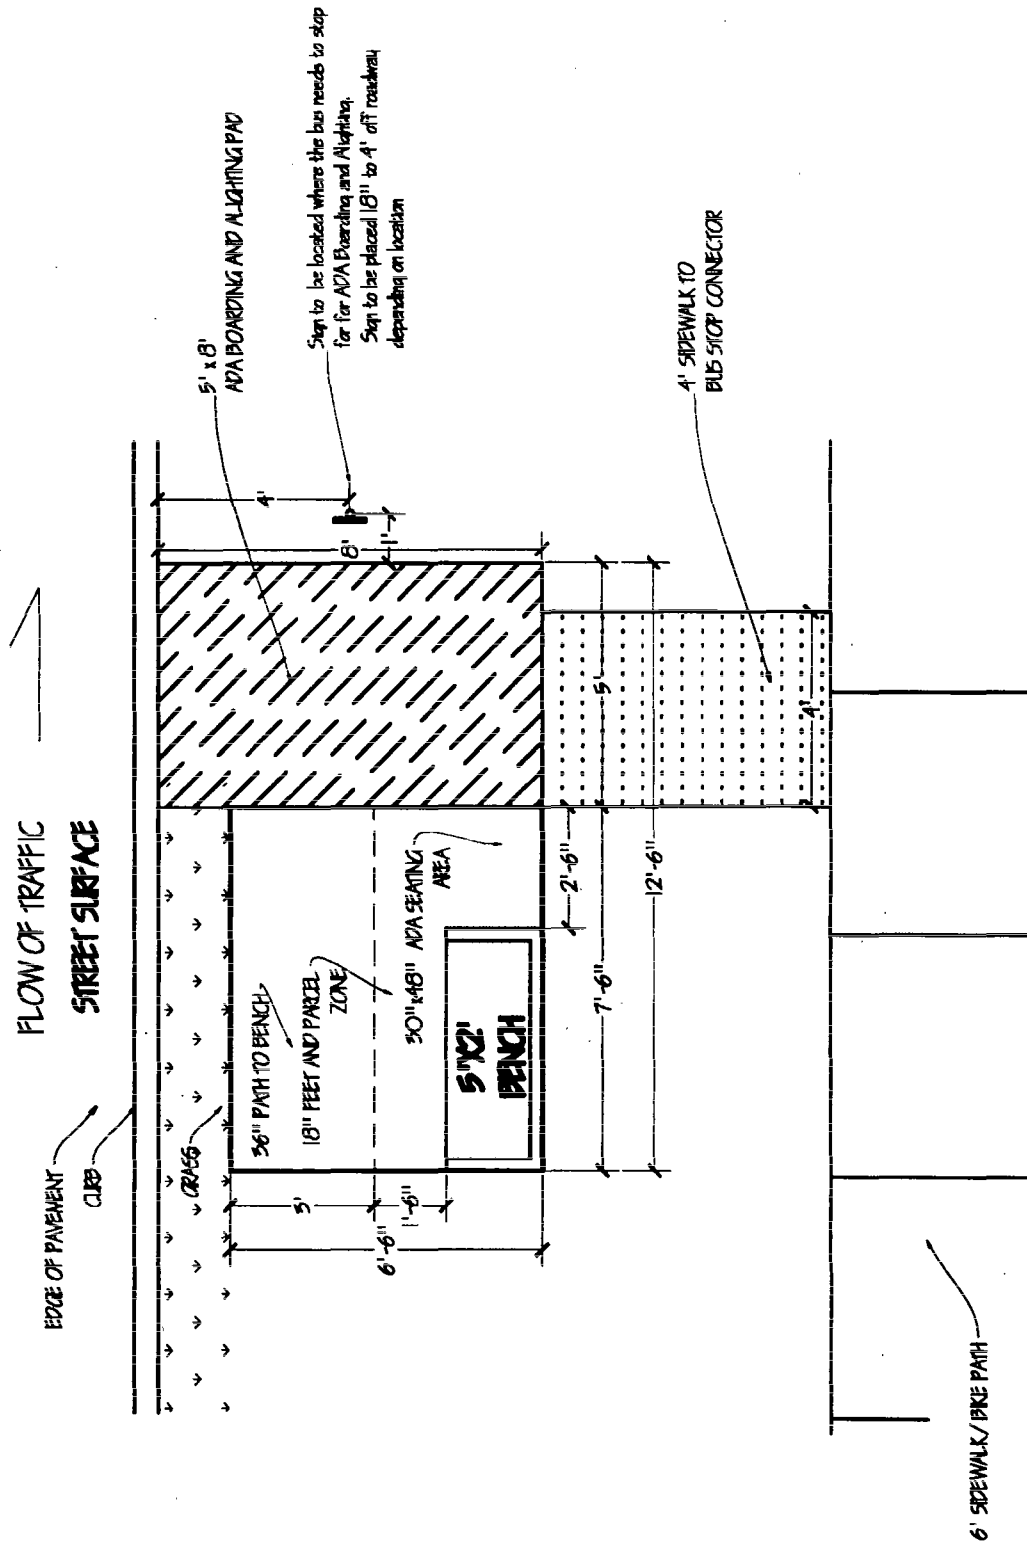 FLOW OF TRAFFIC
STREET SURFACE
EDGE OF PAVEMENT
CURB
GRASS
36" PATH TO BENCH
18" FEET AND PARCEL
ZONE
30"x48" ADA SEATING
AREA
5'X2'
BENCH
3'
1'-6"
6'-6"
2'-6"
7'-6"
5'
12'-6"
4'
8'
1'
4'
5' x 8'
ADA BOARDING AND ALIGHTING PAD
Sign to be located where the bus needs to stop
for for ADA Boarding and Alighting.
Sign to be placed 18" to 4' off roadway
depending on location
4' SIDEWALK TO
BUS STOP CONNECTOR
6' SIDEWALK/ BIKE PATH